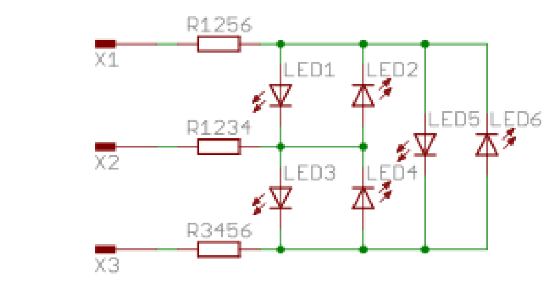 R1256
X1
LED1 LED2
R1234
LED5 LED6
X2
LED3 LED4
R3456
X3